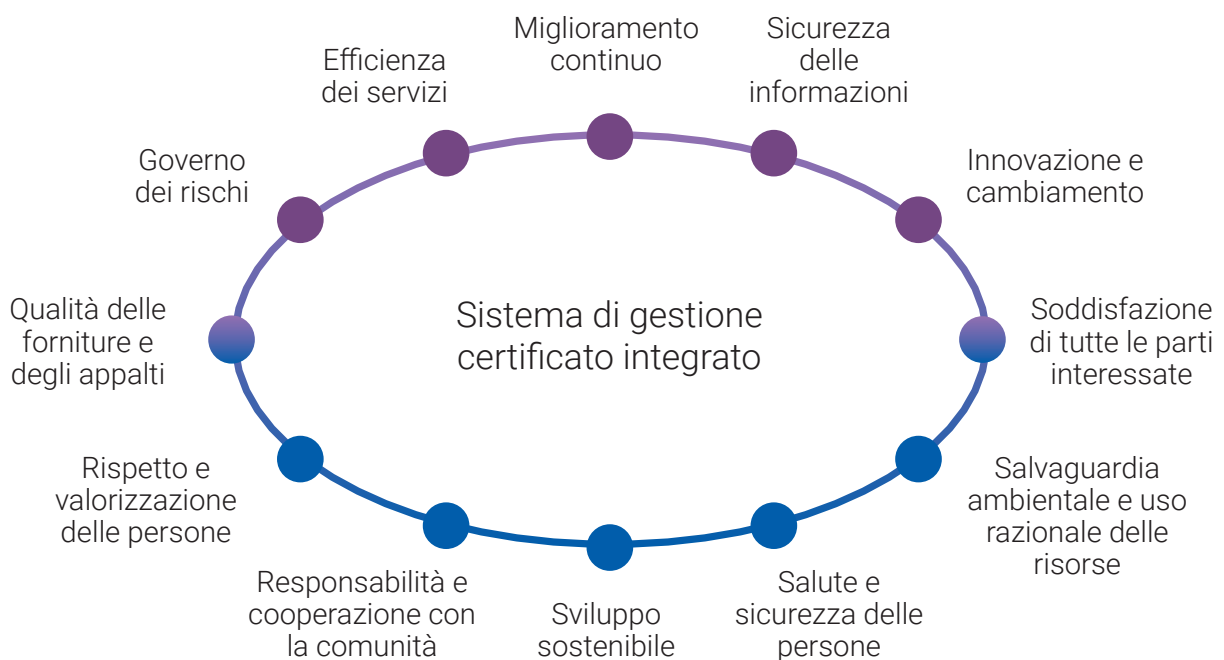 Miglioramento
continuo
Sicurezza
delle
informazioni
Efficienza
dei servizi
Governo
dei rischi
Innovazione e
cambiamento
Qualità delle
forniture e
degli appalti
Sistema di gestione
certificato integrato
Soddisfazione
di tutte le parti
interessate
Rispetto e
valorizzazione
delle persone
Salvaguardia
ambientale e uso
razionale delle
risorse
Responsabilità e
cooperazione con
la comunità
Sviluppo
sostenibile
Salute e
sicurezza delle
persone